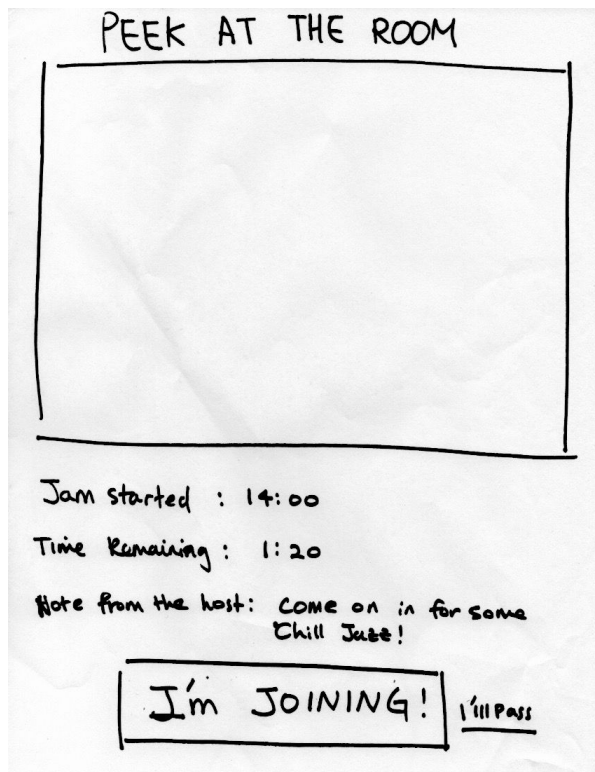 PEEK AT THE ROOM
Jam started : 14:00
Time Remaining : 1:20
Note from the host: Come on in for some
Chill Jazz!
I'm JOINING!
I'ill Pass